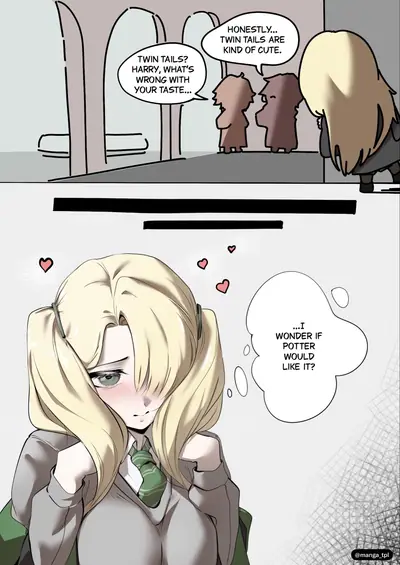 HONESTLY...
TWIN TAILS ARE
KIND OF CUTE.
TWIN TAILS?
HARRY, WHAT'S
WRONG WITH
YOUR TASTE...
...I
WONDER IF
POTTER
WOULD
LIKE IT?
@manga_tpl